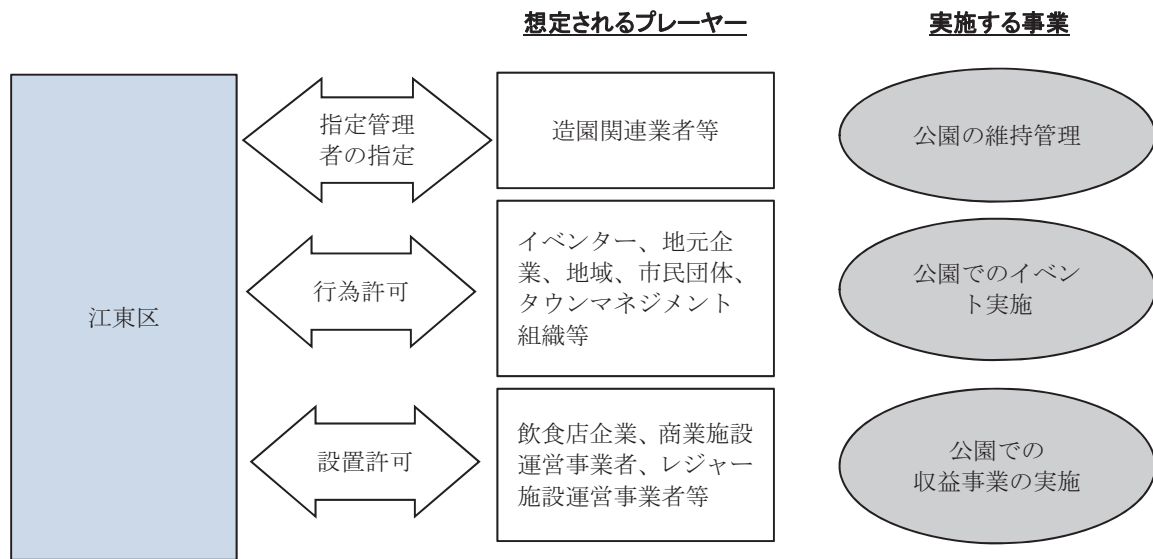 想定されるプレーヤー
実施する事業
江東区
指定管理
者の指定
造園関連業者等
公園の維持管理
行為許可
イベンター、地元企
業、地域、市民団体、
タウンマネジメント
組織等
公園でのイベン
ト実施
設置許可
飲食店企業、商業施設
運営事業者、レジャー
施設運営事業者等
公園での
収益事業の実施